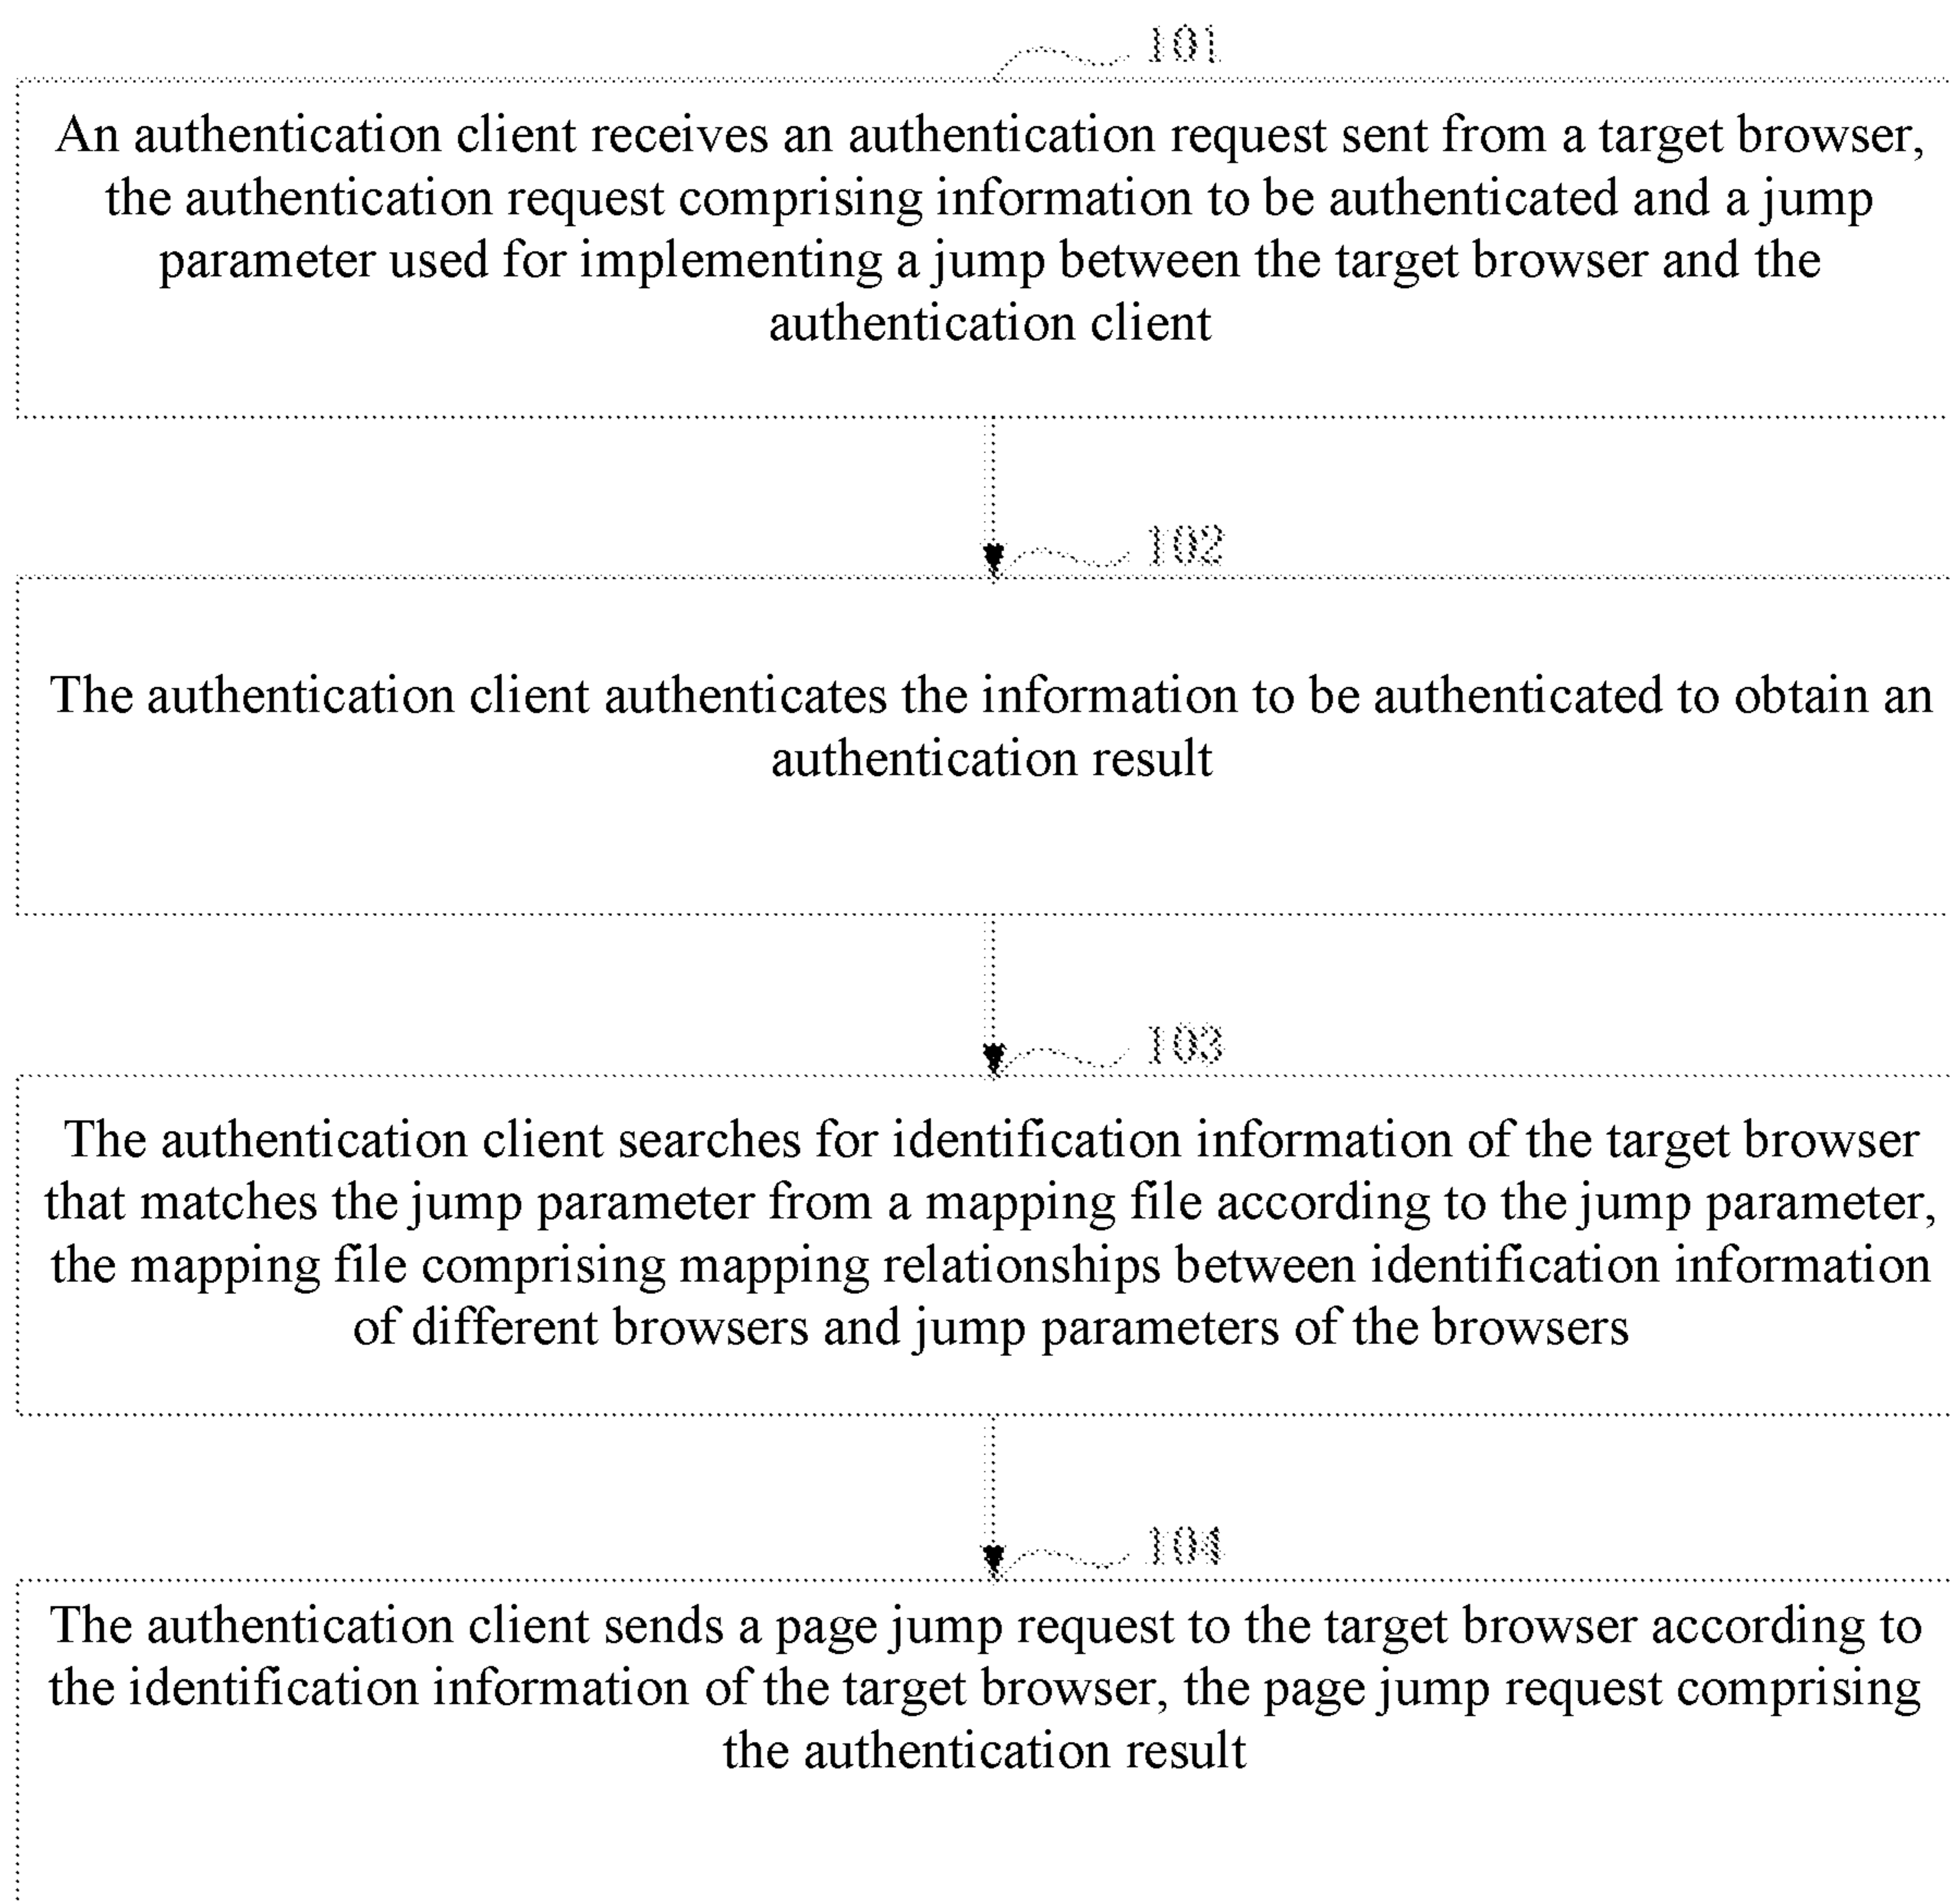 101
An authentication client receives an authentication request sent from a target browser,
the authentication request comprising information to be authenticated and a jump
parameter used for implementing a jump between the target browser and the
authentication client
102
The authentication client authenticates the information to be authenticated to obtain an
authentication result
103
The authentication client searches for identification information of the target browser
that matches the jump parameter from a mapping file according to the jump parameter,
the mapping file comprising mapping relationships between identification information
of different browsers and jump parameters of the browsers
104
The authentication client sends a page jump request to the target browser according to
the identification information of the target browser, the page jump request comprising
the authentication result